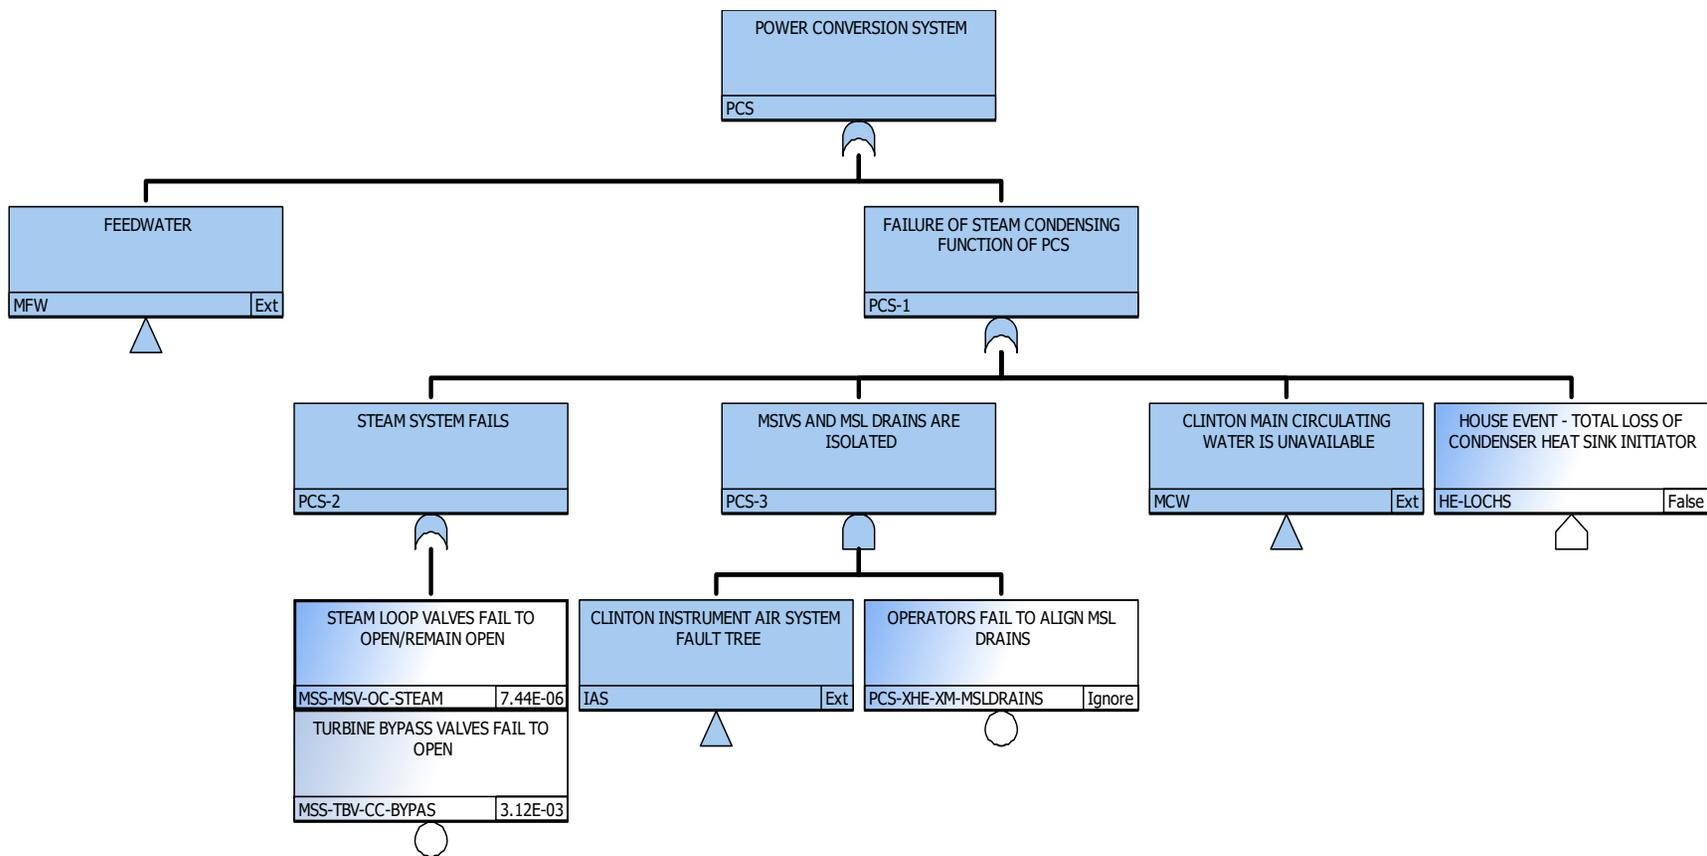 POWER CONVERSION SYSTEM
PCS
FEEDWATER
MFW Ext
FAILURE OF STEAM CONDENSING
FUNCTION OF PCS
PCS-1
STEAM SYSTEM FAILS
PCS-2
MSIVS AND MSL DRAINS ARE
ISOLATED
PCS-3
CLINTON MAIN CIRCULATING
WATER IS UNAVAILABLE
MCW Ext
HOUSE EVENT - TOTAL LOSS OF
CONDENSER HEAT SINK INITIATOR
HE-LOCHS False
STEAM LOOP VALVES FAIL TO
OPEN/REMAIN OPEN
MSS-MSV-OC-STEAM 7.44E-06
TURBINE BYPASS VALVES FAIL TO
OPEN
MSS-TBV-CC-BYPAS 3.12E-03
CLINTON INSTRUMENT AIR SYSTEM
FAULT TREE
IAS Ext
OPERATORS FAIL TO ALIGN MSL
DRAINS
PCS-XHE-XM-MSLDRAINS Ignore